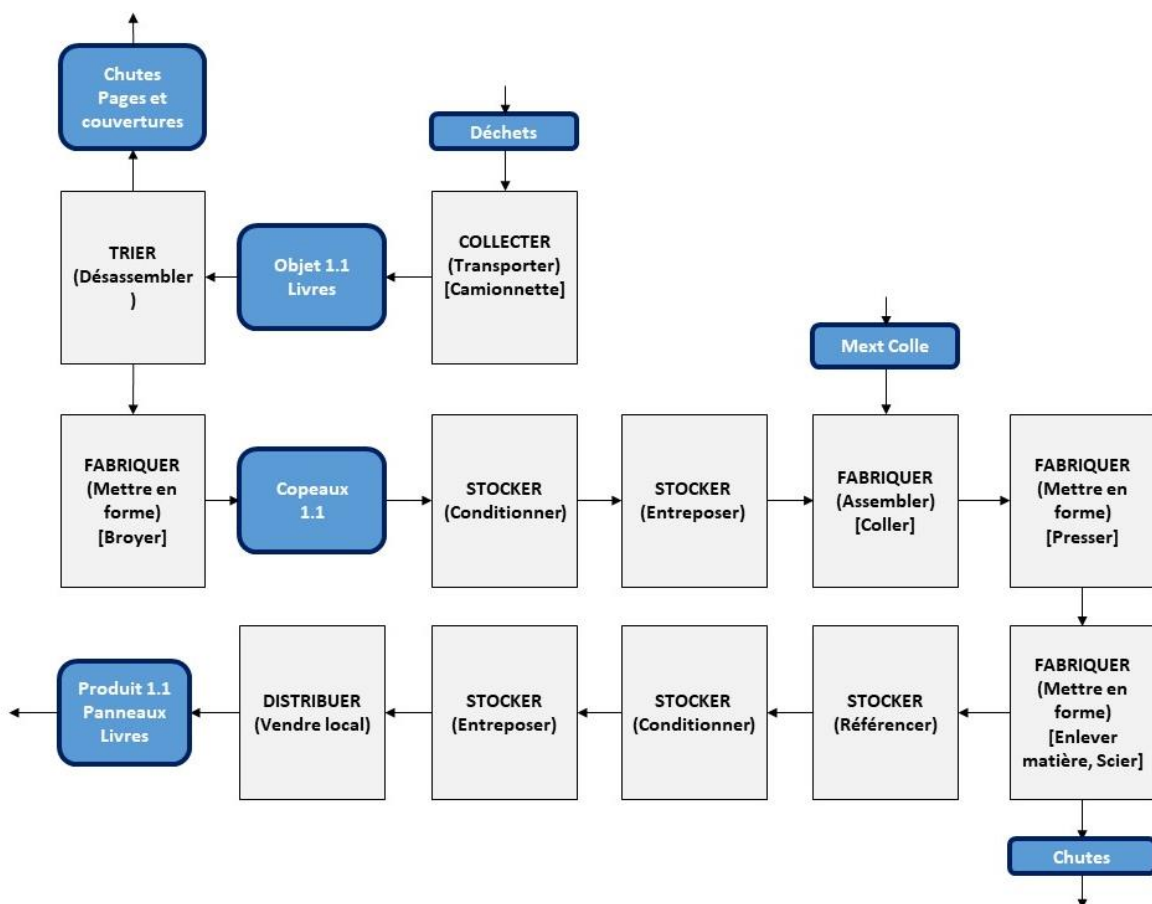 Chutes
Pages et
couvertures
Déchets
TRIER
(Désassembler
)
Objet 1.1
Livres
COLLECTER
(Transporter)
[Camionnette]
Mext Colle
FABRIQUER
(Mettre en
forme)
[Broyer]
Copeaux
1.1
STOCKER
(Conditionner)
STOCKER
(Entreposer)
FABRIQUER
(Assembler)
[Coller]
FABRIQUER
(Mettre en
forme)
[Presser]
Produit 1.1
Panneaux
Livres
DISTRIBUER
(Vendre local)
STOCKER
(Entreposer)
STOCKER
(Conditionner)
STOCKER
(Référencer)
FABRIQUER
(Mettre en
forme)
[Enlever
matière, Scier]
Chutes